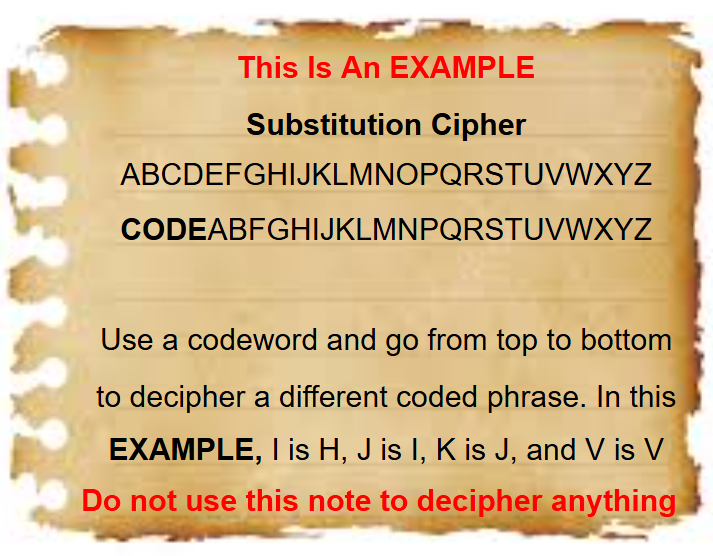 This Is An EXAMPLE
Substitution Cipher
ABCDEFGHIJKLMNOPQRSTUVWXYZ
CODEABFGHIJKLMNPQRSTUVWXYZ
Use a codeword and go from top to bottom
to decipher a different coded phrase. In this
EXAMPLE, I is H, J is I, K is J, and V is V
Do not use this note to decipher anything